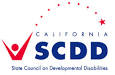 CALIFORNIA
SCDD
State Council on Developmental Disabilities